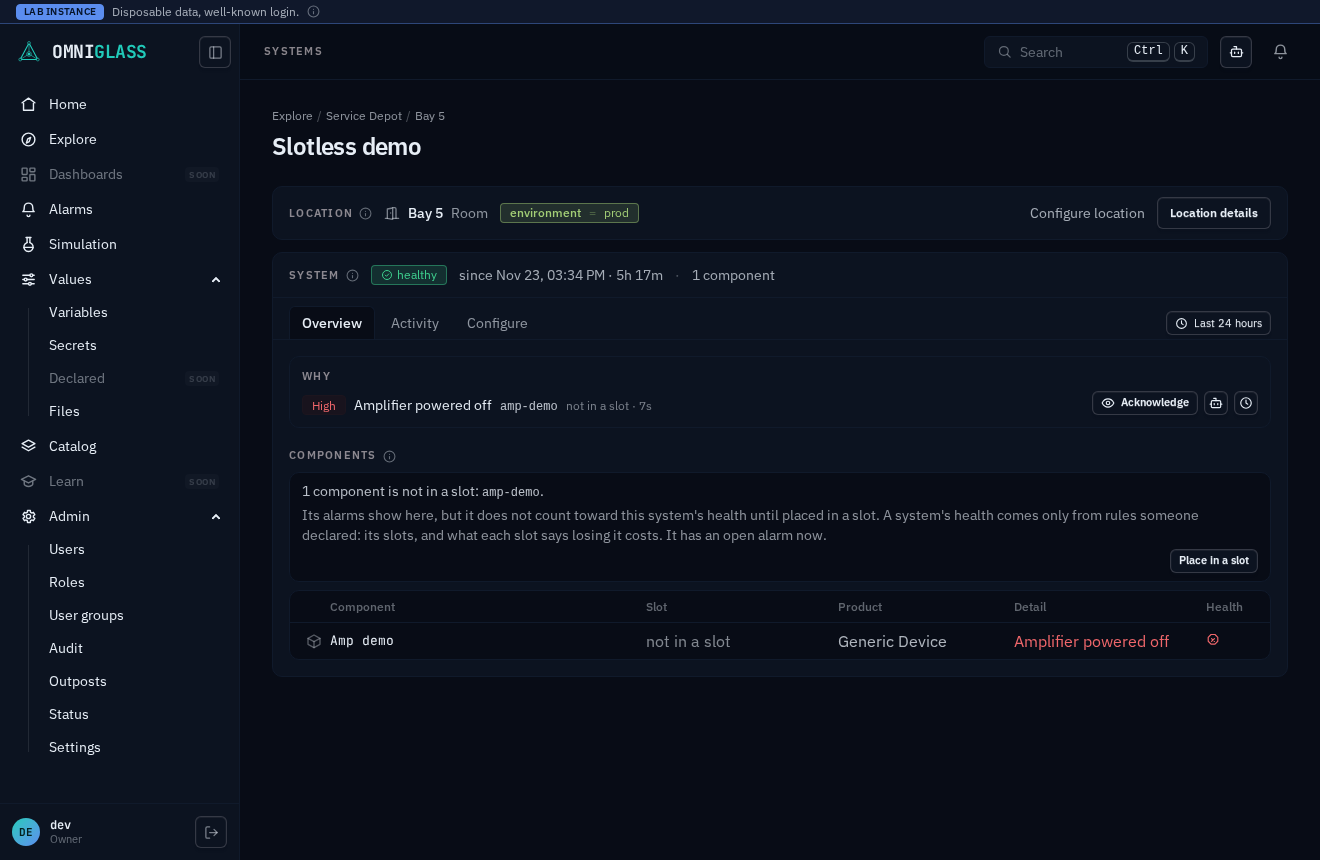 LAB INSTANCE Disposable data, well-known login.
OMNIGLASS
SYSTEMS
Search Ctrl K
Home
Explore
Dashboards SOON
Alarms
Simulation
Values
Variables
Secrets
Declared SOON
Files
Catalog
Learn SOON
Admin
Users
Roles
User groups
Audit
Outposts
Status
Settings
DE dev
Owner
Explore / Service Depot / Bay 5
Slotless demo
LOCATION Bay 5 Room environment = prod Configure location Location details
SYSTEM healthy since Nov 23, 03:34 PM · 5h 17m · 1 component
Overview Activity Configure Last 24 hours
WHY
High Amplifier powered off amp-demo not in a slot · 7s Acknowledge
COMPONENTS
1 component is not in a slot: amp-demo.
Its alarms show here, but it does not count toward this system's health until placed in a slot. A system's health comes only from rules someone
declared: its slots, and what each slot says losing it costs. It has an open alarm now.
Place in a slot
Component Slot Product Detail Health
Amp demo not in a slot Generic Device Amplifier powered off